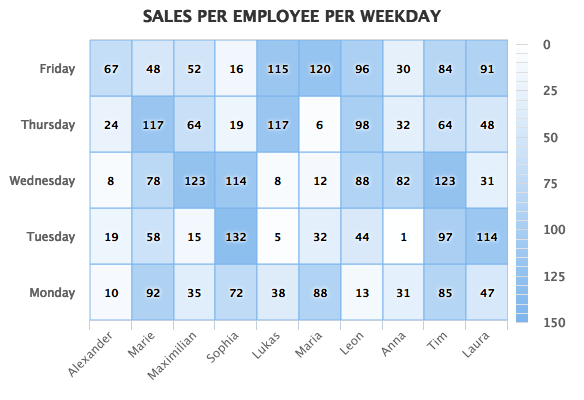 SALES PER EMPLOYEE PER WEEKDAY
Friday 67 48 52 16 115 120 96 30 84 91
Thursday 24 117 64 19 117 6 98 32 64 48
Wednesday 8 78 123 114 8 12 88 82 123 31
Tuesday 19 58 15 132 5 32 44 1 97 114
Monday 10 92 35 72 38 88 13 31 85 47
Alexander Marie Maximilian Sophia Lukas Maria Leon Anna Tim Laura
0
25
50
75
100
125
150